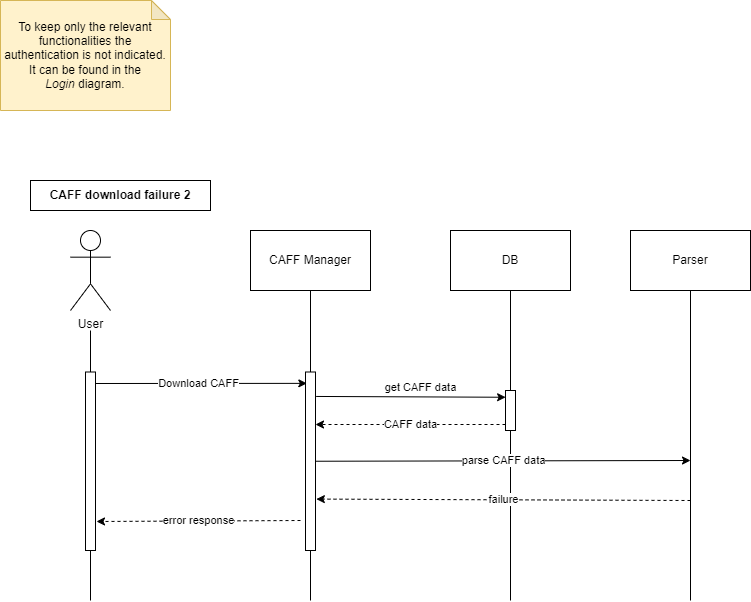 To keep only the relevant
functionalities the
authentication is not indicated.
It can be found in the
Login diagram.
CAFF download failure 2
CAFF Manager
DB
Parser
User
Download CAFF
get CAFF data
CAFF data
parse CAFF data
failure
error response